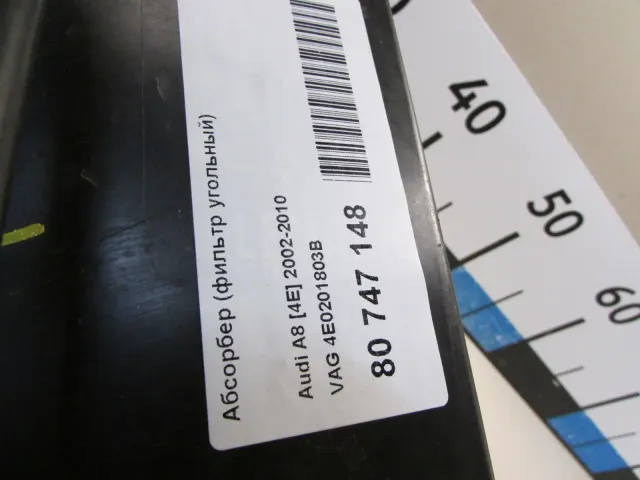 Абсорбер (фильтр угольный)
Audi A8 [4E] 2002-2010
VAG 4E0201803B
80 747 148
40
50
60